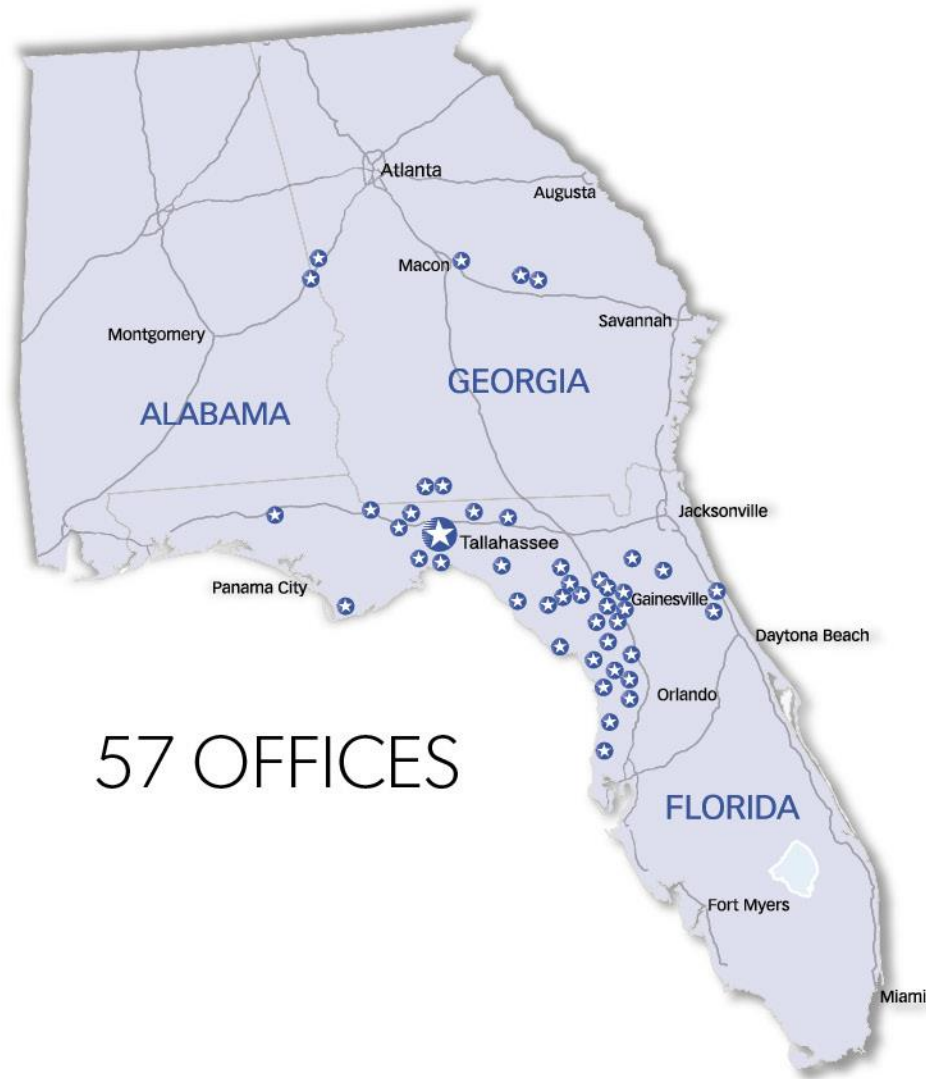 Atlanta
Augusta
Macon
Savannah
Montgomery
GEORGIA
ALABAMA
Jacksonville
Tallahassee
Panama City
Gainesville
Daytona Beach
Orlando
57 OFFICES
FLORIDA
Fort Myers
Miami